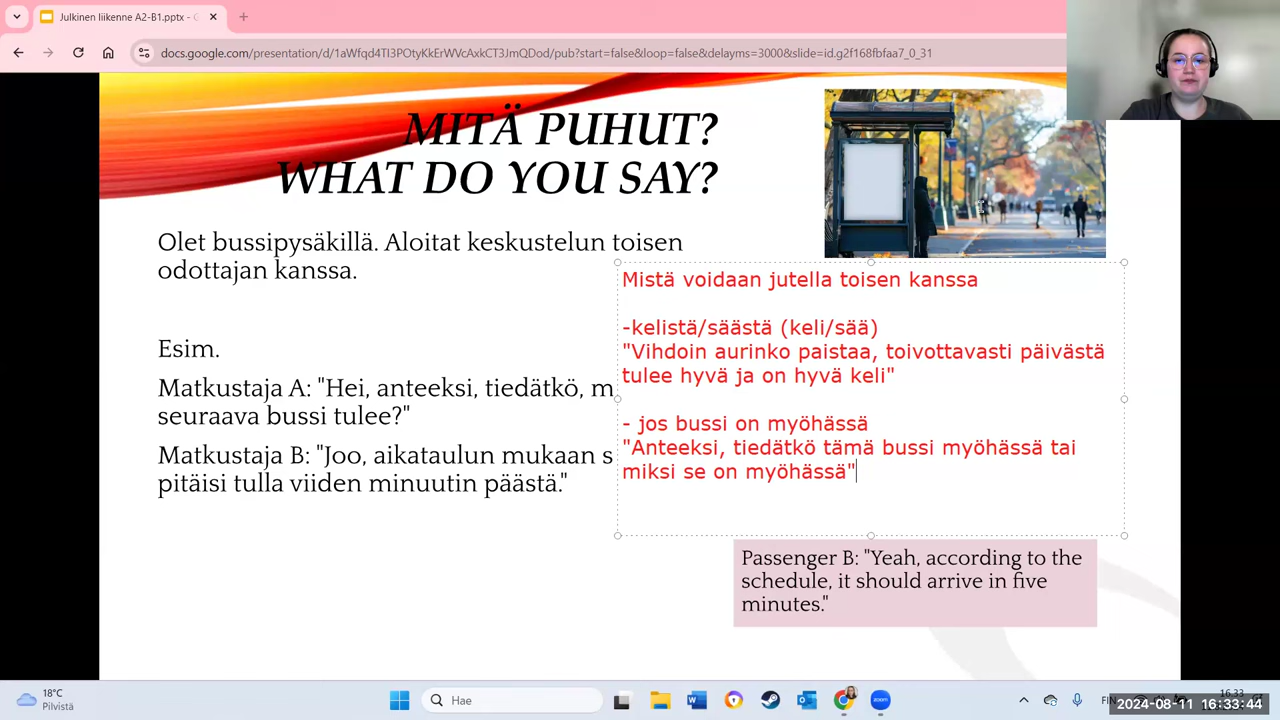 Julkinen liikenne A2-B1.pptx -
docs.google.com/presentation/d/1aWfqd4TI3POtyKkErWVcAxkCT3JmQDod/pub?start=false&loop=false&delayms=3000&slide=id.g2f168fbfaa7_0_31
MITÄ PUHUT?
WHAT DO YOU SAY?
Olet bussipysäkillä. Aloitat keskustelun toisen
odottajan kanssa.
Esim.
Matkustaja A: "Hei, anteeksi, tiedätkö, m
seuraava bussi tulee?"
Matkustaja B: "Joo, aikataulun mukaan s
pitäisi tulla viiden minuutin päästä."
Mistä voidaan jutella toisen kanssa
-kelistä/säästä (keli/sää)
"Vihdoin aurinko paistaa, toivottavasti päivästä
tulee hyvä ja on hyvä keli"
- jos bussi on myöhässä
"Anteeksi, tiedätkö tämä bussi myöhässä tai
miksi se on myöhässä"
Passenger B: "Yeah, according to the
schedule, it should arrive in five
minutes."
18°C
Pilvistä
Hae
zoom
FIN
16.33
2024-08-11 16:33:44